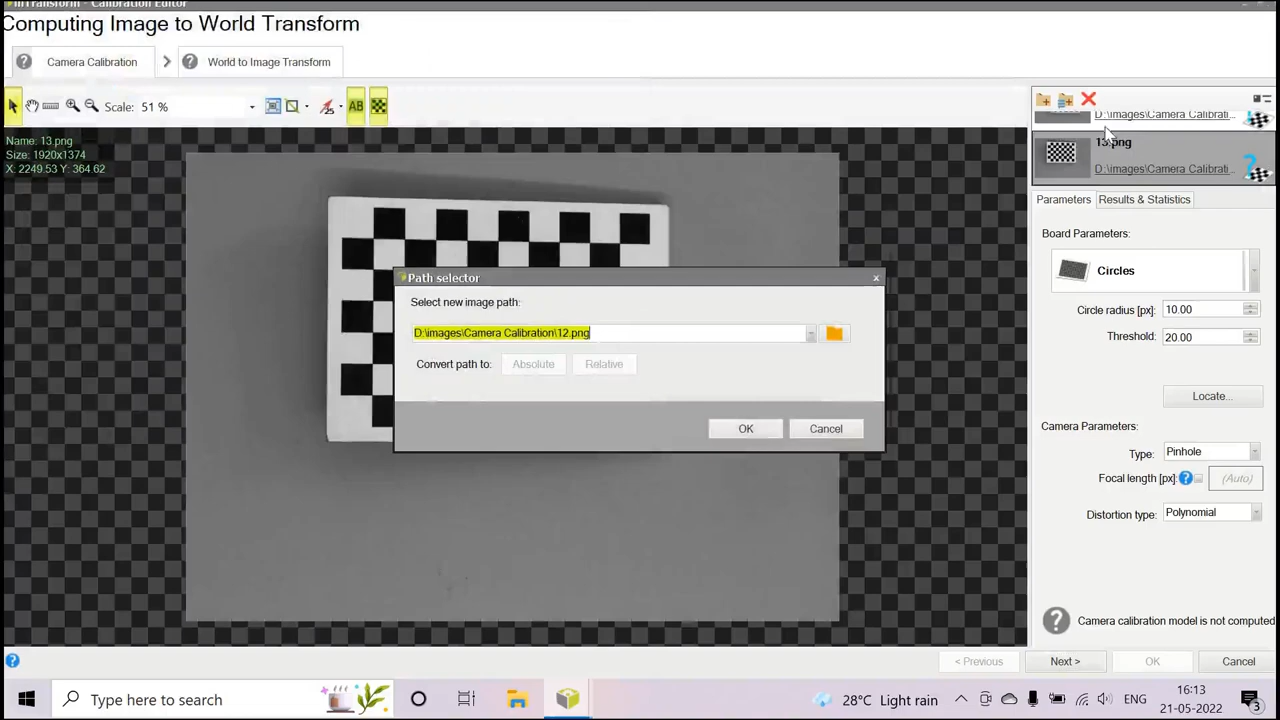 Transform - Calibration Editor
Computing Image to World Transform
? Camera Calibration > ? World to Image Transform
Scale: 51 %
AB
Name: 13.png
Size: 1920x1374
X: 2249.53 Y: 364.62
D:\images\Camera Calibrati...
13.png
D:\images\Camera Calibrati...
Parameters Results & Statistics
Board Parameters:
Circles
Circle radius [px]: 10.00
Threshold: 20.00
Locate...
Camera Parameters:
Type: Pinhole
Focal length [px]: ? (Auto)
Distortion type: Polynomial
? Camera calibration model is not computed
Path selector
Select new image path:
D:\images\Camera Calibration\12.png
Convert path to: Absolute Relative
OK Cancel
< Previous Next > OK Cancel
Type here to search
28°C Light rain
ENG
16:13
21-05-2022
3